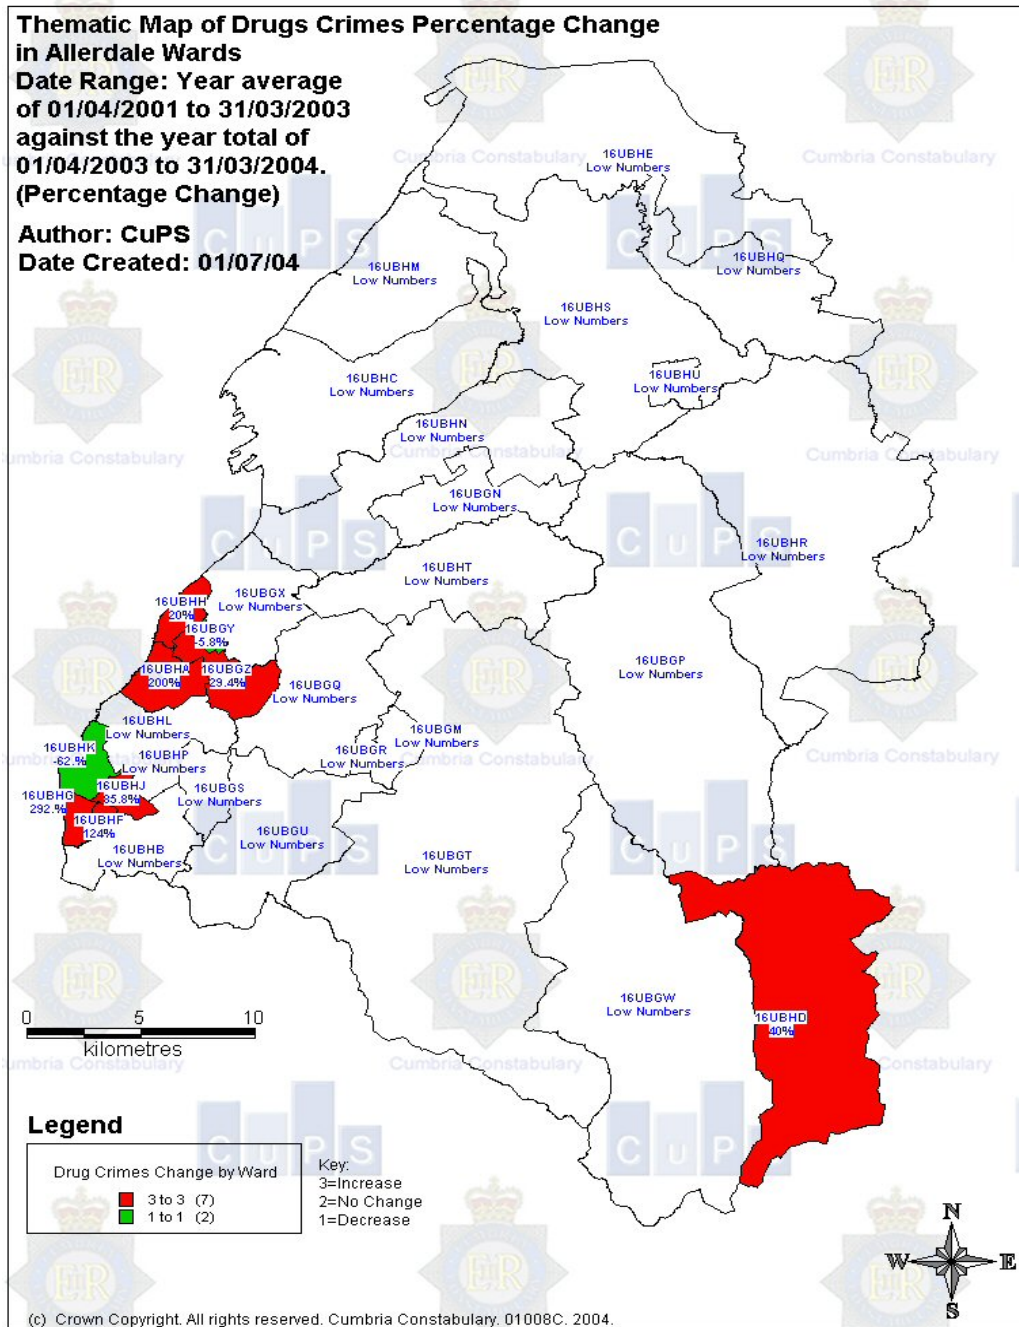 Thematic Map of Drugs Crimes Percentage Change
in Allerdale Wards
Date Range: Year average
of 01/04/2001 to 31/03/2003
against the year total of
01/04/2003 to 31/03/2004.
(Percentage Change)
Author: CuPS
Date Created: 01/07/04
16UBHE
Low Numbers
16UBHQ
Low Numbers
16UBHM
Low Numbers
16UBHS
Low Numbers
16UBHC
Low Numbers
16UBHU
Low Numbers
16UBHN
Low Numbers
16UBGN
Low Numbers
16UBHR
Low Numbers
16UBHT
Low Numbers
16UBGX
Low Numbers
16UBHH
20%
16UBGY
-5.8%
16UBHA
200%
16UBGZ
29.4%
16UBGQ
Low Numbers
16UBGP
Low Numbers
16UBHL
Low Numbers
16UBGM
Low Numbers
16UBGR
Low Numbers
16UBHK
-62.%
16UBHP
Low Numbers
16UBHJ
85.8%
16UBGS
Low Numbers
16UBHG
292.%
16UBHF
124%
16UBHB
Low Numbers
16UBGU
Low Numbers
16UBGT
Low Numbers
16UBGW
Low Numbers
16UBHD
40%
0 5 10
kilometres
Legend
Drug Crimes Change by Ward
3 to 3 (7)
1 to 1 (2)
Key:
3=Increase
2=No Change
1=Decrease
N
W E
S
(c) Crown Copyright. All rights reserved. Cumbria Constabulary. 01008C. 2004.
Cumbria Constabulary
CuPS
ER